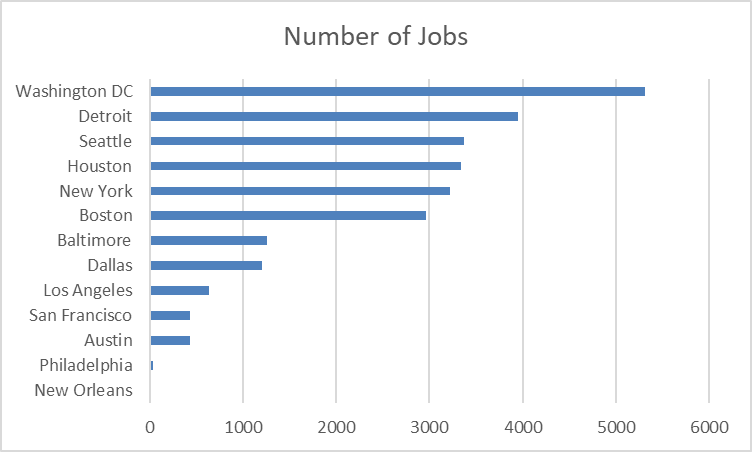 Number of Jobs
Washington DC
Detroit
Seattle
Houston
New York
Boston
Baltimore
Dallas
Los Angeles
San Francisco
Austin
Philadelphia
New Orleans
0 1000 2000 3000 4000 5000 6000